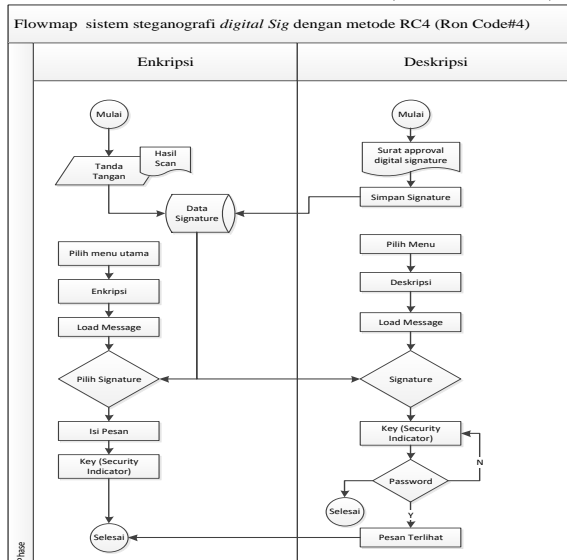 Flowmap sistem steganografi digital Sig dengan metode RC4 (Ron Code#4)
Enkripsi
Deskripsi
Mulai
Hasil
Scan
Tanda
Tangan
Data
Signature
Pilih menu utama
Enkripsi
Load Message
Pilih Signature
Isi Pesan
Key (Security
Indicator)
Selesai
Mulai
Surat approval
digital signature
Simpan Signature
Pilih Menu
Deskripsi
Load Message
Signature
Key (Security
Indicator)
N
Password
Selesai
Y
Pesan Terlihat
Phase